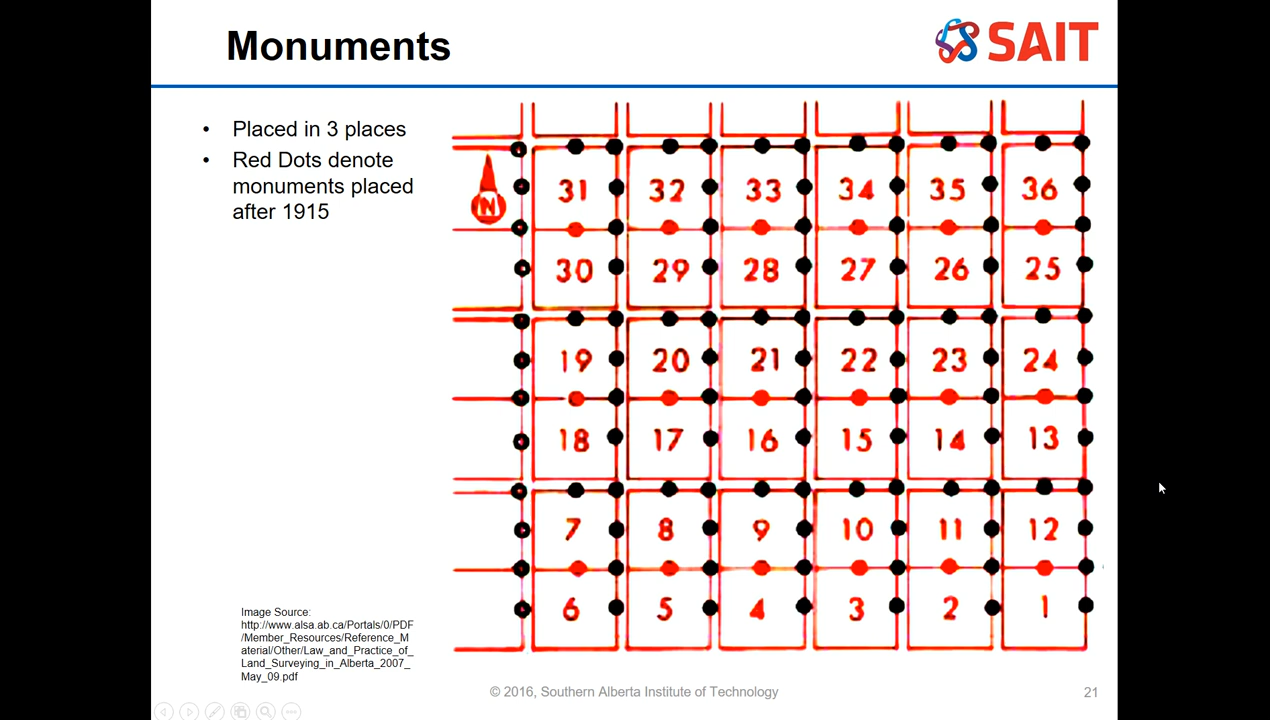 Monuments
SAIT
• Placed in 3 places
• Red Dots denote
monuments placed
after 1915
N
31 32 33 34 35 36
30 29 28 27 26 25
19 20 21 22 23 24
18 17 16 15 14 13
7 8 9 10 11 12
6 5 4 3 2 1
Image Source:
http://www.alsa.ab.ca/Portals/0/PDF
/Member_Resources/Reference_M
aterial/Other/Law_and_Practice_of_
Land_Surveying_in_Alberta_2007_
May_09.pdf
© 2016, Southern Alberta Institute of Technology
21